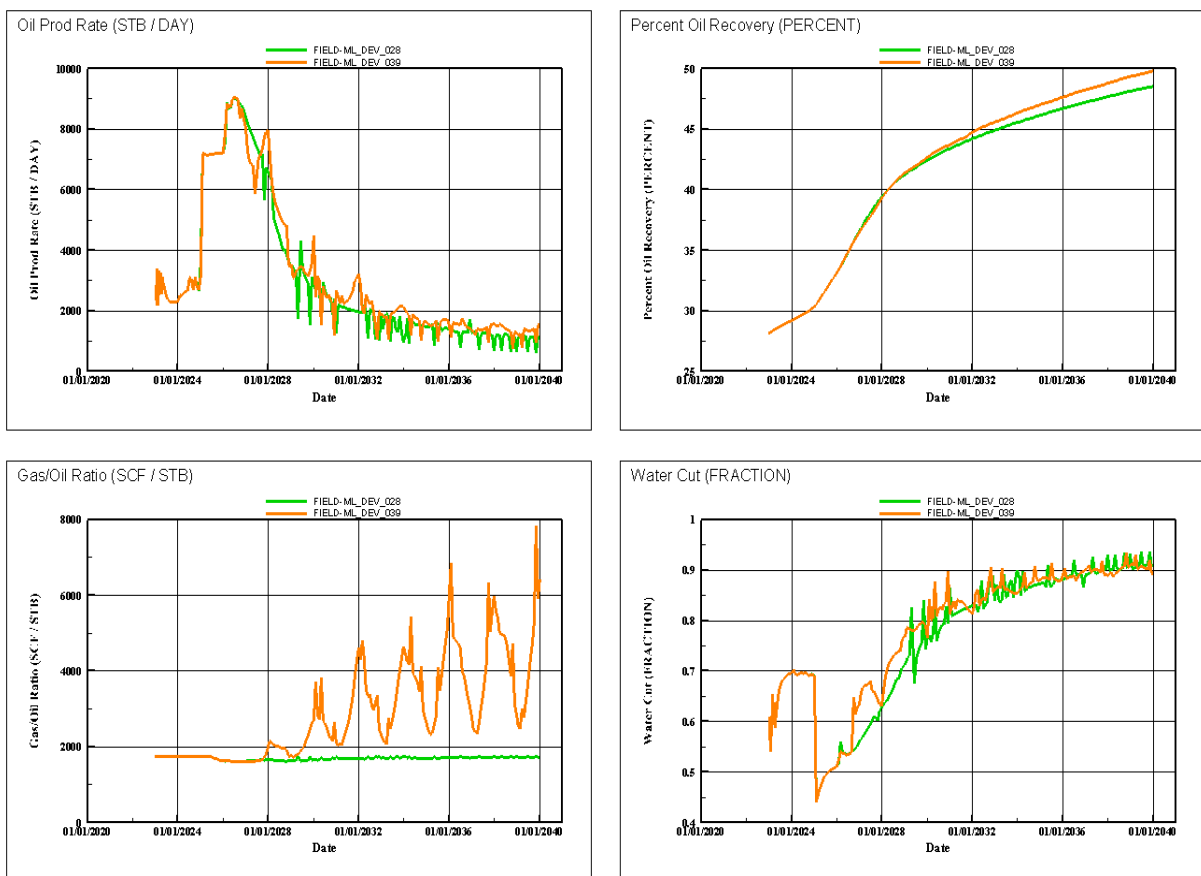 Oil Prod Rate (STB / DAY)
FIELD-ML_DEV_028
FIELD-ML_DEV_039
10000
8000
6000
4000
2000
0
Oil Prod Rate (STB / DAY)
01/01/2020 01/01/2024 01/01/2028 01/01/2032 01/01/2036 01/01/2040
Date
Percent Oil Recovery (PERCENT)
FIELD-ML_DEV_028
FIELD-ML_DEV_039
50
45
40
35
30
25
Percent Oil Recovery (PERCENT)
01/01/2020 01/01/2024 01/01/2028 01/01/2032 01/01/2036 01/01/2040
Date
Gas/Oil Ratio (SCF / STB)
FIELD-ML_DEV_028
FIELD-ML_DEV_039
8000
6000
4000
2000
0
Gas/Oil Ratio (SCF / STB)
01/01/2020 01/01/2024 01/01/2028 01/01/2032 01/01/2036 01/01/2040
Date
Water Cut (FRACTION)
FIELD-ML_DEV_028
FIELD-ML_DEV_039
1
0.9
0.8
0.7
0.6
0.5
0.4
Water Cut (FRACTION)
01/01/2020 01/01/2024 01/01/2028 01/01/2032 01/01/2036 01/01/2040
Date